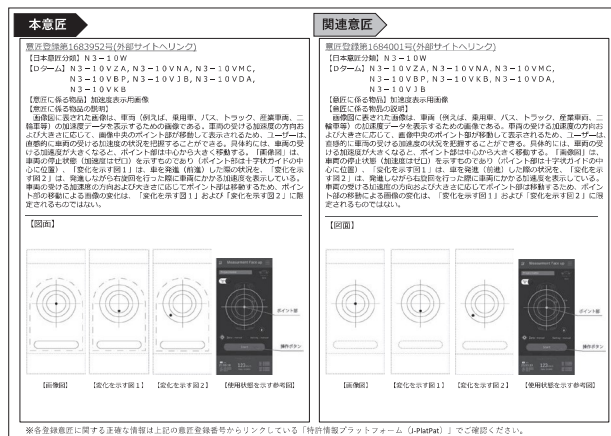 本意匠
意匠登録第1683952号(外部サイトへリンク)
【日本意匠分類】N3－10W
【Dターム】N3－10VZA, N3－10VNA, N3－10VMC,
N3－10VBP, N3－10VJB, N3－10VDA,
N3－10VKB
【意匠に係る物品】加速度表示用画像
【意匠に係る物品の説明】
画像図に表された画像は、車両（例えば、乗用車、バス、トラック、産業車両、二
輪車等）の加速度データを表示するための画像である。車両の受ける加速度の方向お
よび大きさに応じて、画像中央のポイント部が移動して表示されるため、ユーザーは、
直感的に車両の受ける加速度の状況を把握することができる。具体的には、車両の受
ける加速度が大きくなると、ポイント部は中心から大きく移動する。「画像図」は、
車両の停止状態（加速度はゼロ）を示すものであり（ポイント部は十字状ガイドの中
心に位置）、「変化を示す図１」は、車を発進（前進）した際の状況を、「変化を示
す図２」は、発進しながら右旋回を行った際に車両にかかる加速度を表示している。
車両の受ける加速度の方向および大きさに応じてポイント部は移動するため、ポイン
ト部の移動による画像の変化は、「変化を示す図１」および「変化を示す図２」に限
定されるものではない。
【図面】
Measurement Face up
ポイント部
操作ボタン
【画像図】
【変化を示す図１】
【変化を示す図２】
【使用状態を示す参考図】
関連意匠
意匠登録第1684001号(外部サイトへリンク)
【日本意匠分類】N3－10W
【Dターム】N3－10VZA, N3－10VNA, N3－10VMC,
N3－10VBP, N3－10VKB, N3－10VDA,
N3－10VJB
【意匠に係る物品】加速度表示用画像
【意匠に係る物品の説明】
画像図に表された画像は、車両（例えば、乗用車、バス、トラック、産業車両、二
輪車等）の加速度データを表示するための画像である。車両の受ける加速度の方向お
よび大きさに応じて、画像中央のポイント部が移動して表示されるため、ユーザーは、
直感的に車両の受ける加速度の状況を把握することができる。具体的には、車両の受
ける加速度が大きくなると、ポイント部は中心から大きく移動する。「画像図」は、
車両の停止状態（加速度はゼロ）を示すものであり（ポイント部は十字状ガイドの中
心に位置）、「変化を示す図１」は、車を発進（前進）した際の状況を、「変化を示
す図２」は、発進しながら右旋回を行った際に車両にかかる加速度を表示している。
車両の受ける加速度の方向および大きさに応じてポイント部は移動するため、ポイン
ト部の移動による画像の変化は、「変化を示す図１」および「変化を示す図２」に限
定されるものではない。
【図面】
Measurement Face up
ポイント部
操作ボタン
【画像図】
【変化を示す図１】
【変化を示す図２】
【使用状態を示す参考図】
※各登録意匠に関する正確な情報は上記の意匠登録番号からリンクしている「特許情報プラットフォーム（J-PlatPat）」でご確認ください。